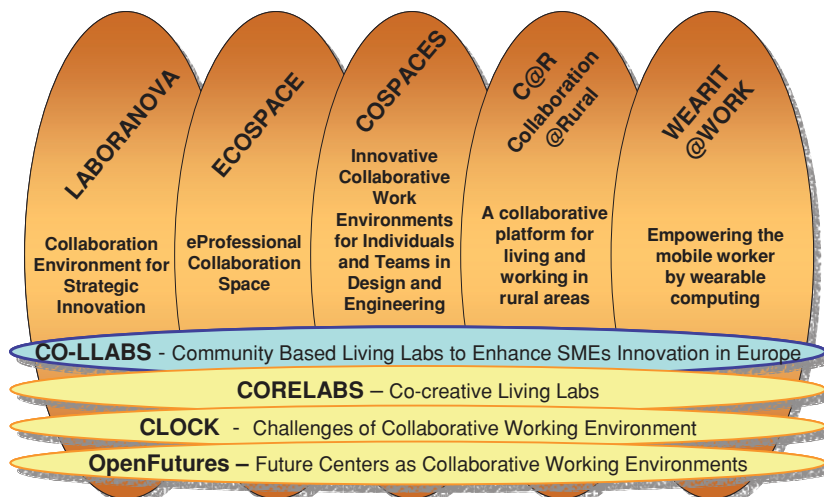 LABORANOVA
Collaboration
Environment for
Strategic
Innovation
ECOSPACE
eProfessional
Collaboration
Space
COSPACES
Innovative
Collaborative
Work
Environments
for Individuals
and Teams in
Design and
Engineering
C@R
Collaboration
@Rural
A collaborative
platform for
living and
working in
rural areas
WEARIT
@WORK
Empowering the
mobile worker
by wearable
computing
CO-LLABS - Community Based Living Labs to Enhance SMEs Innovation in Europe
CORELABS – Co-creative Living Labs
CLOCK - Challenges of Collaborative Working Environment
OpenFutures – Future Centers as Collaborative Working Environments